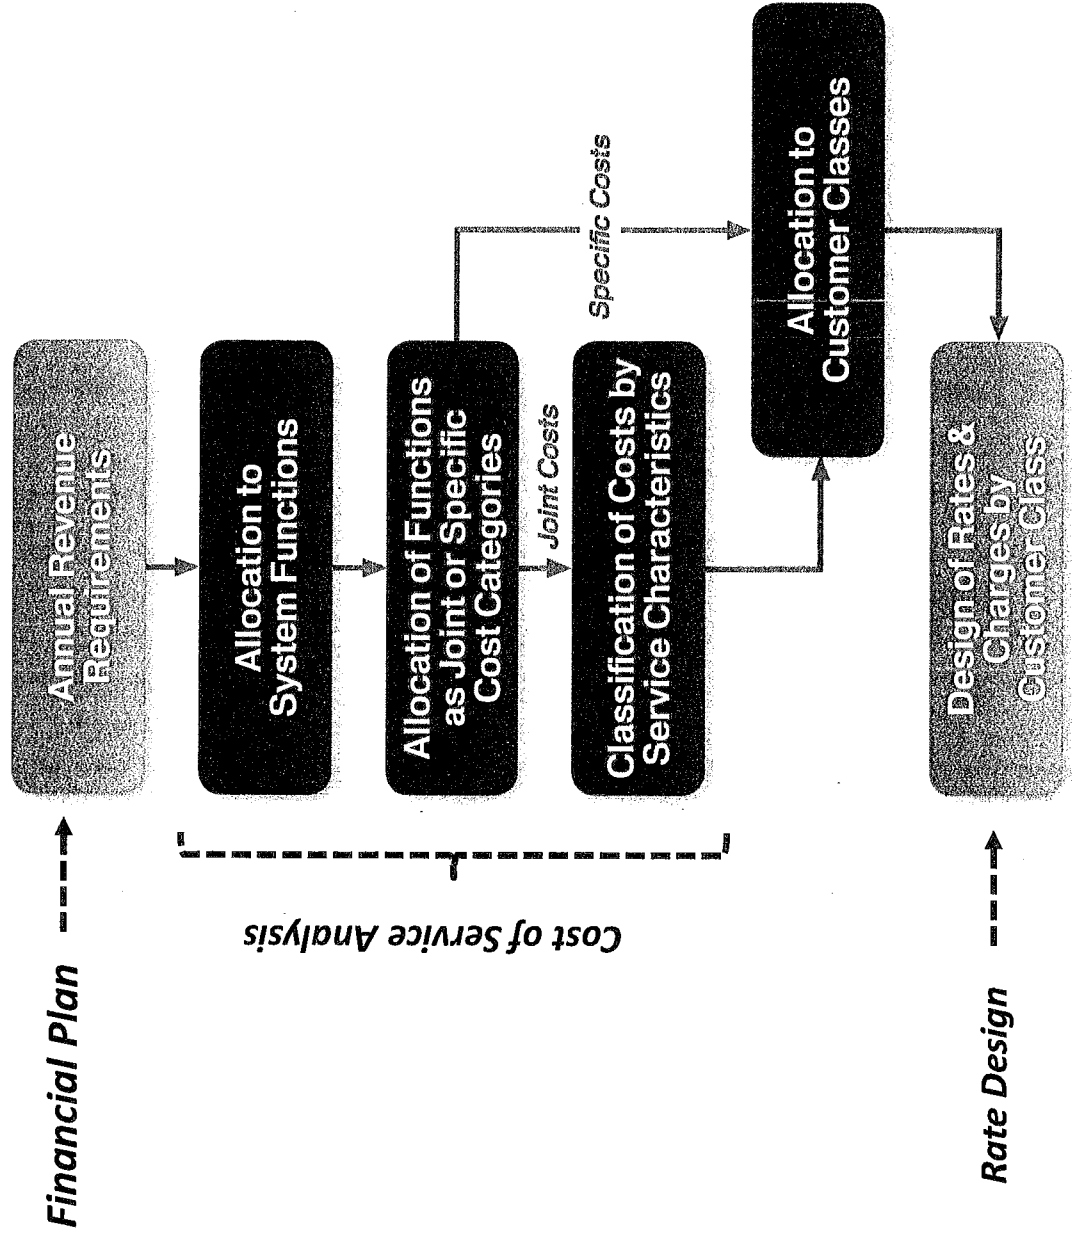 Financial Plan
Annual Revenue
Requirements
Cost of Service Analysis
Allocation to
System Functions
Allocation of Functions
as Joint or Specific
Cost Categories
Joint Costs
Specific Costs
Classification of Costs by
Service Characteristics
Allocation to
Customer Classes
Rate Design
Design of Rates &
Charges by
Customer Class